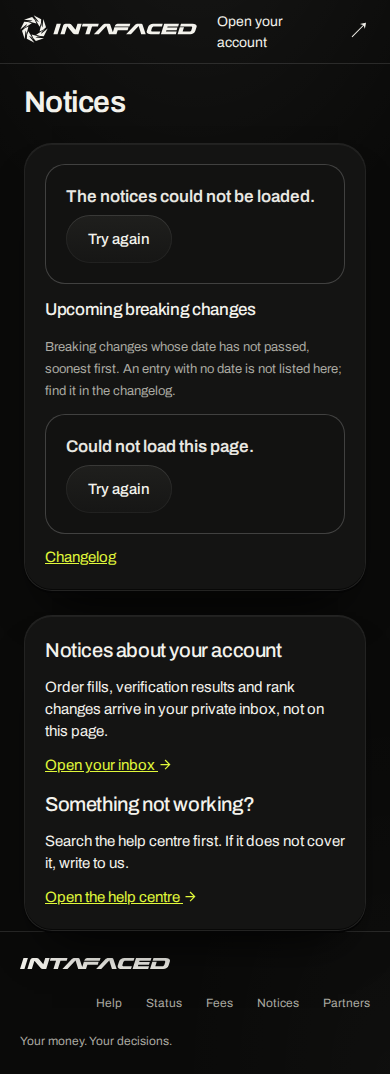 INTAFACED
Open your
account
Notices
The notices could not be loaded.
Try again
Upcoming breaking changes
Breaking changes whose date has not passed,
soonest first. An entry with no date is not listed here;
find it in the changelog.
Could not load this page.
Try again
Changelog
Notices about your account
Order fills, verification results and rank
changes arrive in your private inbox, not on
this page.
Open your inbox →
Something not working?
Search the help centre first. If it does not cover
it, write to us.
Open the help centre →
INTAFACED
Help Status Fees Notices Partners
Your money. Your decisions.